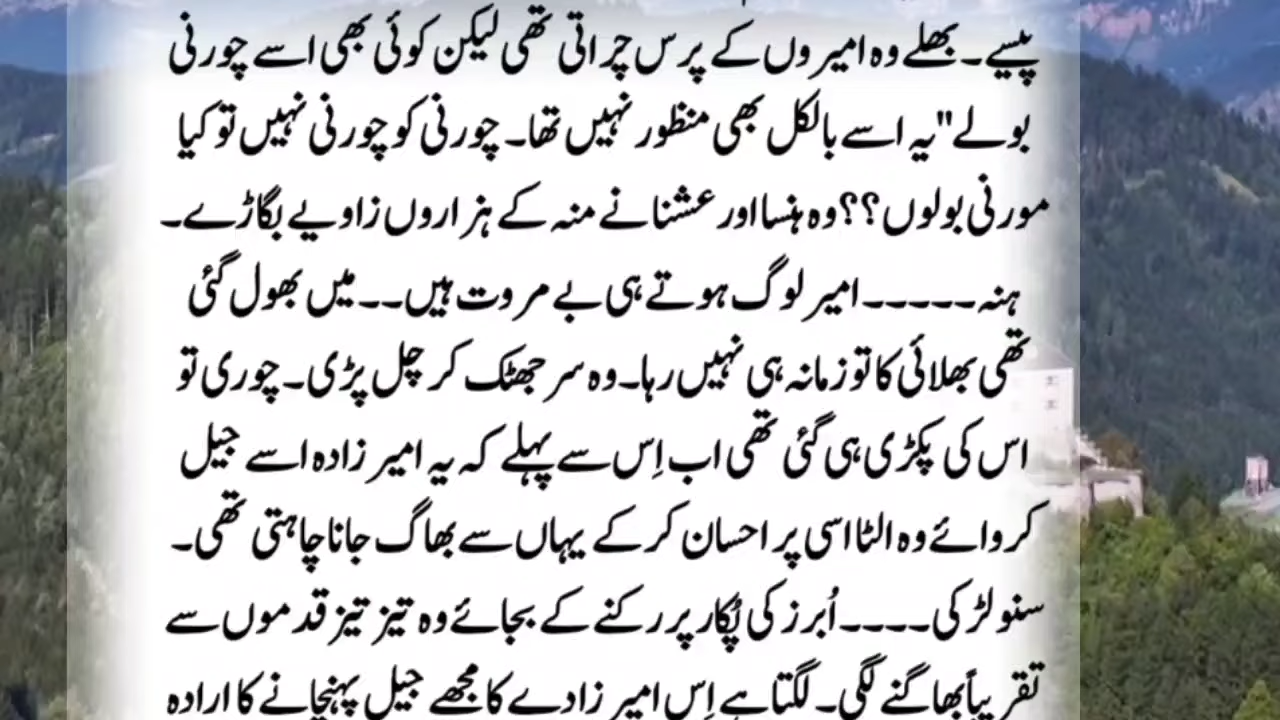 پیسے۔ بھلے وہ امیروں کے پرس چراتی تھی لیکن کوئی بھی اسے چورنی
بولے"یہ اسے بالکل بھی منظور نہیں تھا۔ چورنی کو چورنی نہیں تو کیا
مورنی بولوں؟؟وہ ہنسا اور عشنا نے منہ کے ہزاروں زاویے بگاڑے۔
ہنہ۔۔۔۔۔ امیر لوگ ہوتے ہی بے مروت ہیں۔۔میں بھول گئی
تھی بھلائی کا تو زمانہ ہی نہیں رہا۔وہ سر جھٹک کر چل پڑی۔ چوری تو
اس کی پکڑی ہی گئی تھی اب اِس سے پہلے کہ یہ امیر زادہ اسے جیل
کروائے وہ الٹا اسی پر احسان کر کے یہاں سے بھاگ جانا چاہتی تھی۔
سنو لڑکی۔۔۔۔اُبرز کی پُکار پر رکنے کے بجائے وہ تیز تیز قدموں سے
تقریباً بھاگنے لگی۔ لگتا ہے اِس امیر زادے کا مجھے جیل پہنچانے کا ارادہ